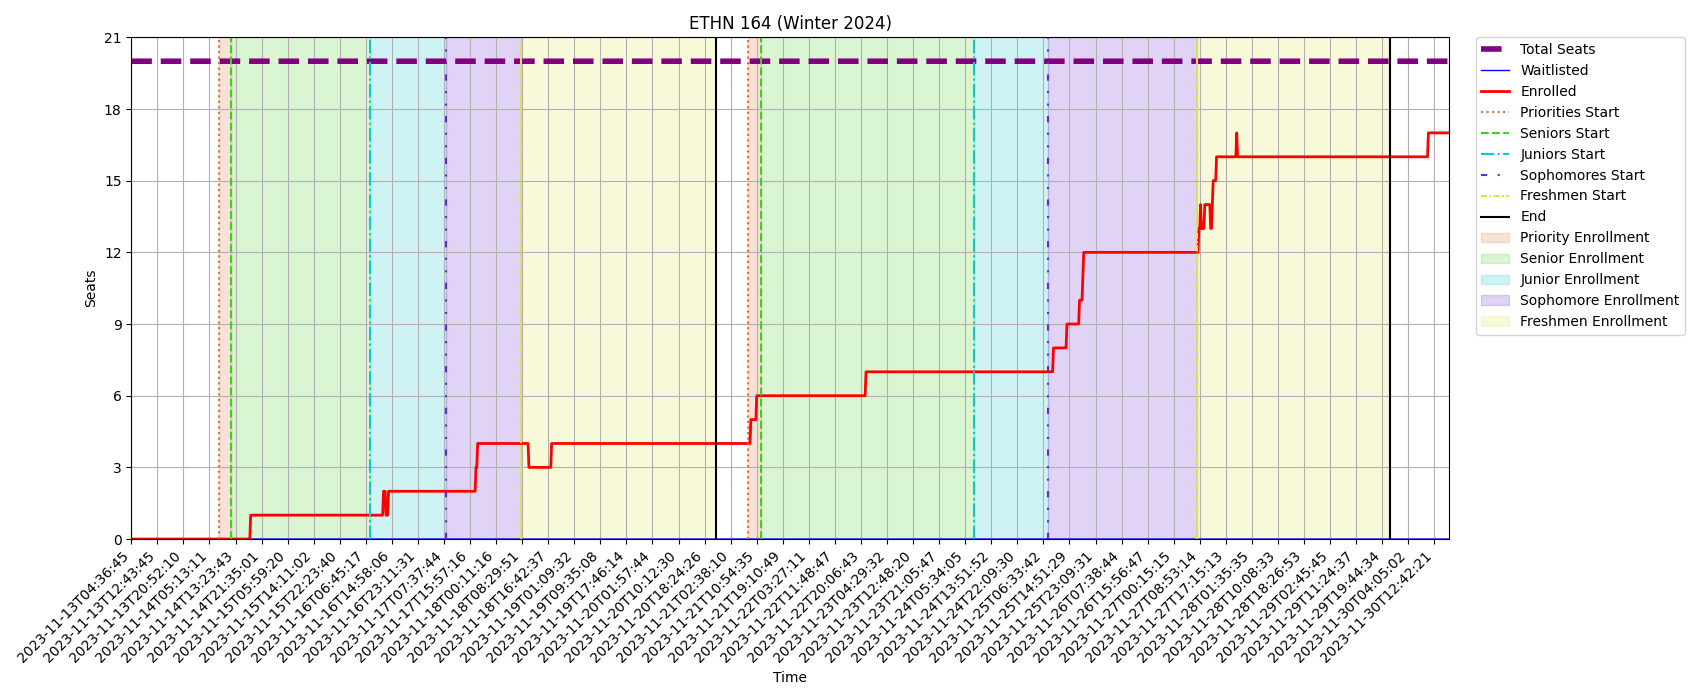 ETHN 164 (Winter 2024)
21
18
15
12
9
6
3
0
Seats
2023-11-13T04:36:45
2023-11-13T12:43:45
2023-11-13T20:52:10
2023-11-14T05:13:11
2023-11-14T13:23:43
2023-11-14T21:35:01
2023-11-15T05:59:20
2023-11-15T14:11:02
2023-11-15T22:23:40
2023-11-16T06:45:17
2023-11-16T14:58:06
2023-11-16T23:11:37
2023-11-17T07:37:44
2023-11-17T15:57:16
2023-11-18T00:11:16
2023-11-18T08:29:51
2023-11-18T16:42:37
2023-11-19T01:09:32
2023-11-19T09:35:08
2023-11-19T17:46:14
2023-11-20T01:57:44
2023-11-20T10:12:30
2023-11-20T18:24:26
2023-11-21T02:38:10
2023-11-21T10:54:35
2023-11-21T19:10:49
2023-11-22T03:27:11
2023-11-22T11:48:47
2023-11-22T20:06:43
2023-11-23T04:29:32
2023-11-23T12:48:20
2023-11-23T21:05:47
2023-11-24T05:34:05
2023-11-24T13:51:52
2023-11-24T22:09:30
2023-11-25T06:33:42
2023-11-25T14:51:29
2023-11-25T23:09:31
2023-11-26T07:38:44
2023-11-26T15:56:47
2023-11-27T00:15:15
2023-11-27T08:53:14
2023-11-27T17:15:13
2023-11-28T01:35:35
2023-11-28T10:08:33
2023-11-28T18:26:53
2023-11-29T02:45:45
2023-11-29T11:24:37
2023-11-29T19:44:34
2023-11-30T04:05:02
2023-11-30T12:42:21
Time
Total Seats
Waitlisted
Enrolled
Priorities Start
Seniors Start
Juniors Start
Sophomores Start
Freshmen Start
End
Priority Enrollment
Senior Enrollment
Junior Enrollment
Sophomore Enrollment
Freshmen Enrollment